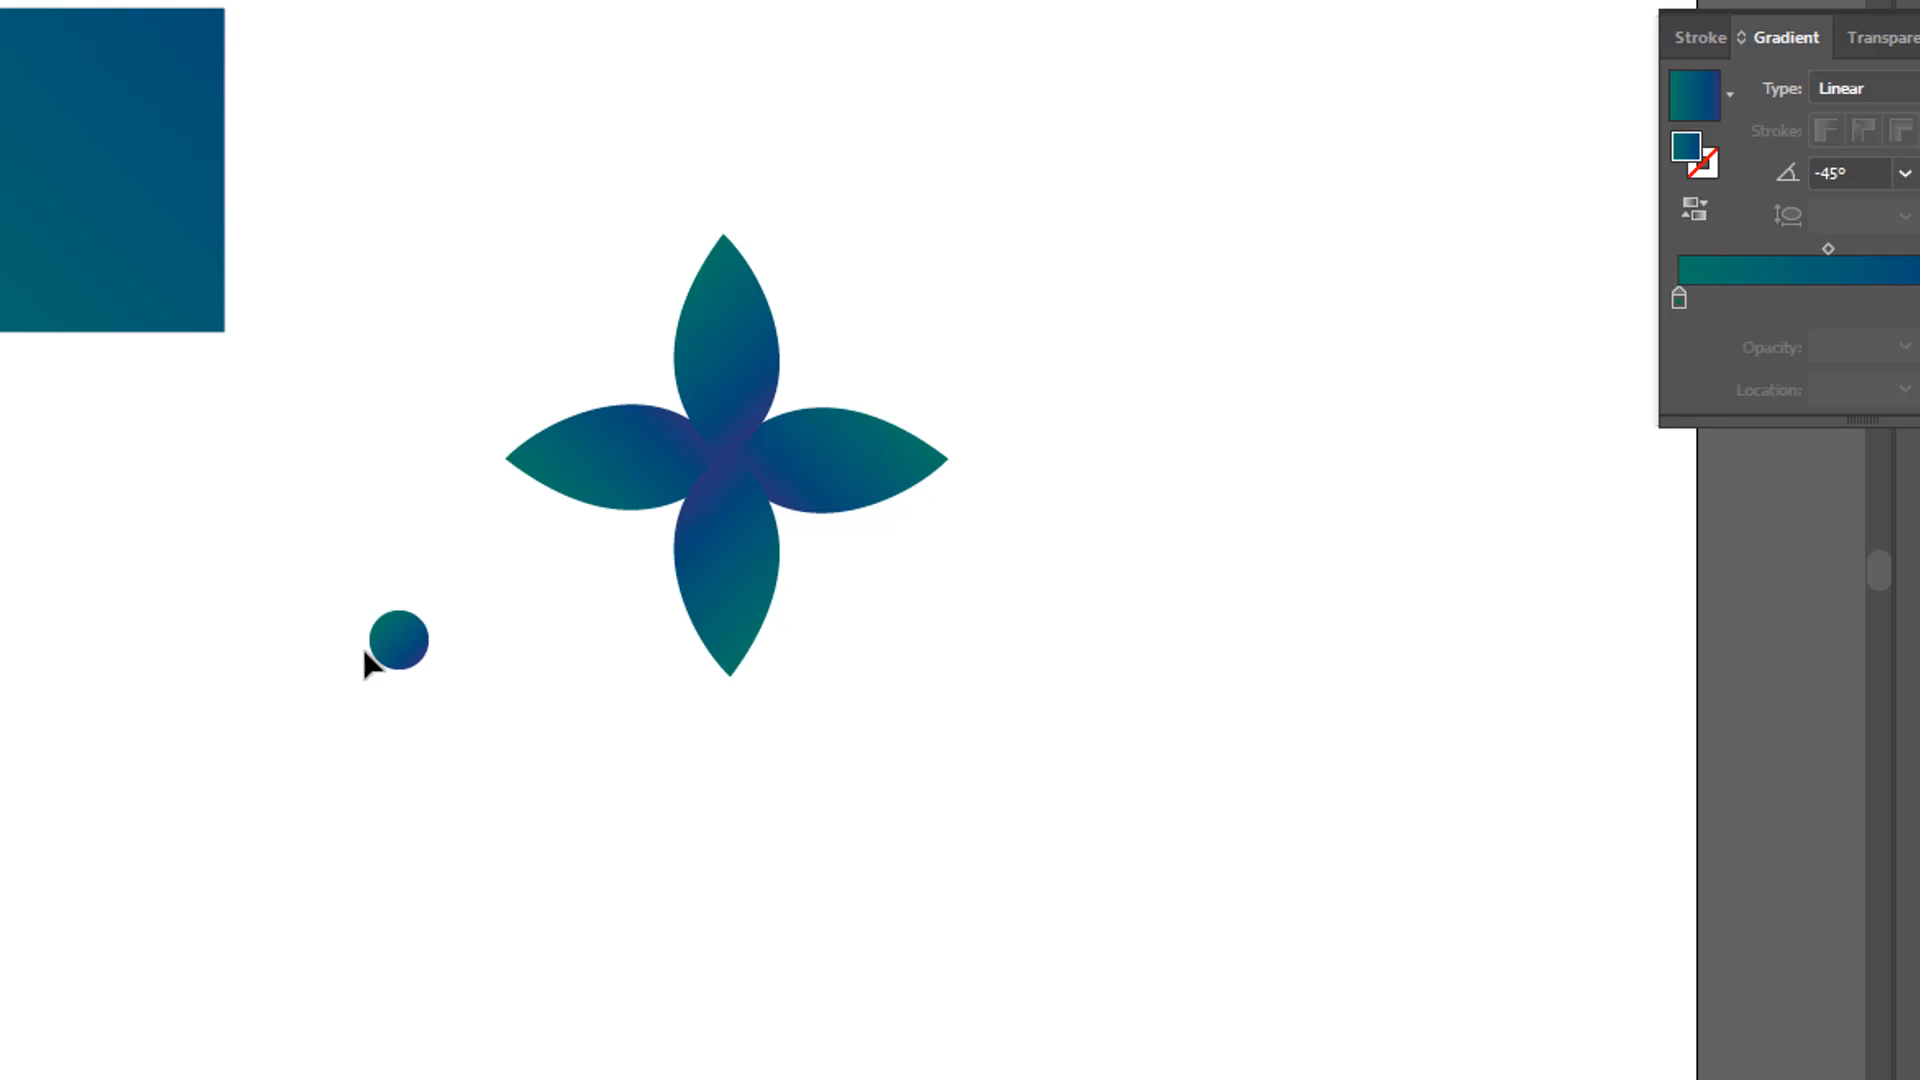 Stroke Gradient Transpare
Type: Linear
Stroke:
-45°
Opacity:
Location: